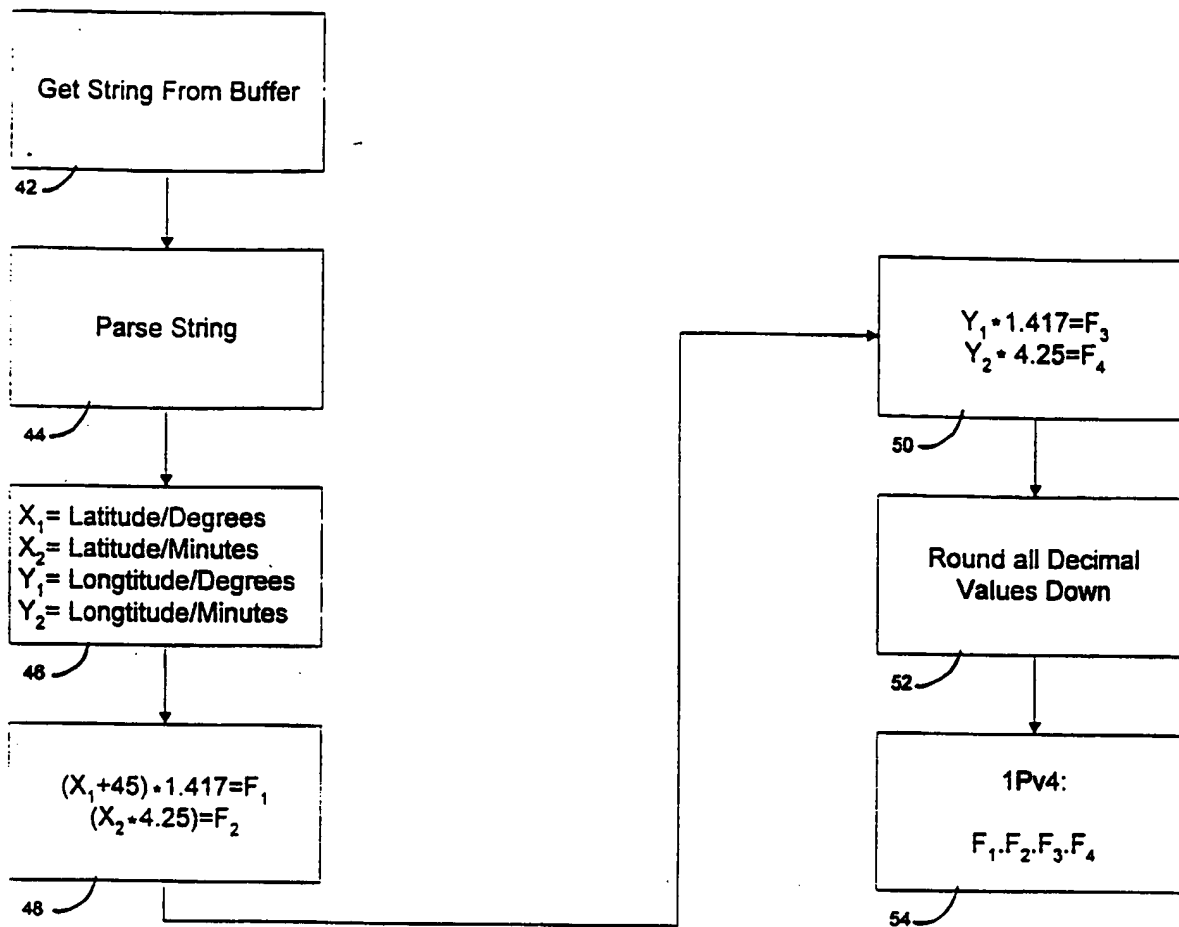 Get String From Buffer
42
Parse String
44
X₁= Latitude/Degrees
X₂= Latitude/Minutes
Y₁= Longtitude/Degrees
Y₂= Longtitude/Minutes
46
(X₁+45)*1.417=F₁
(X₂*4.25)=F₂
48
Y₁*1.417=F₃
Y₂*4.25=F₄
50
Round all Decimal
Values Down
52
1Pv4:
F₁.F₂.F₃.F₄
54